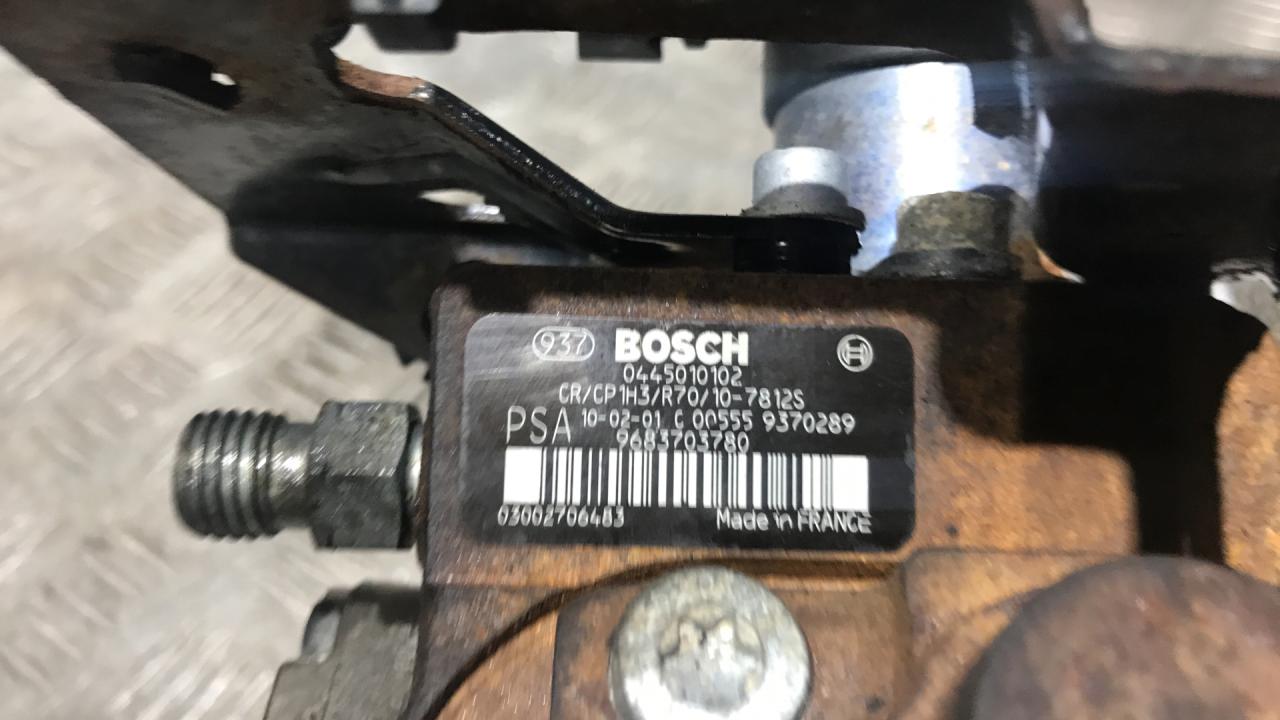 937 BOSCH
0445010102
CR/CP1H3/R70/10-7812S
PSA 10-02-01 C 00555 9370289
9683703780
03002706483 Made in FRANCE